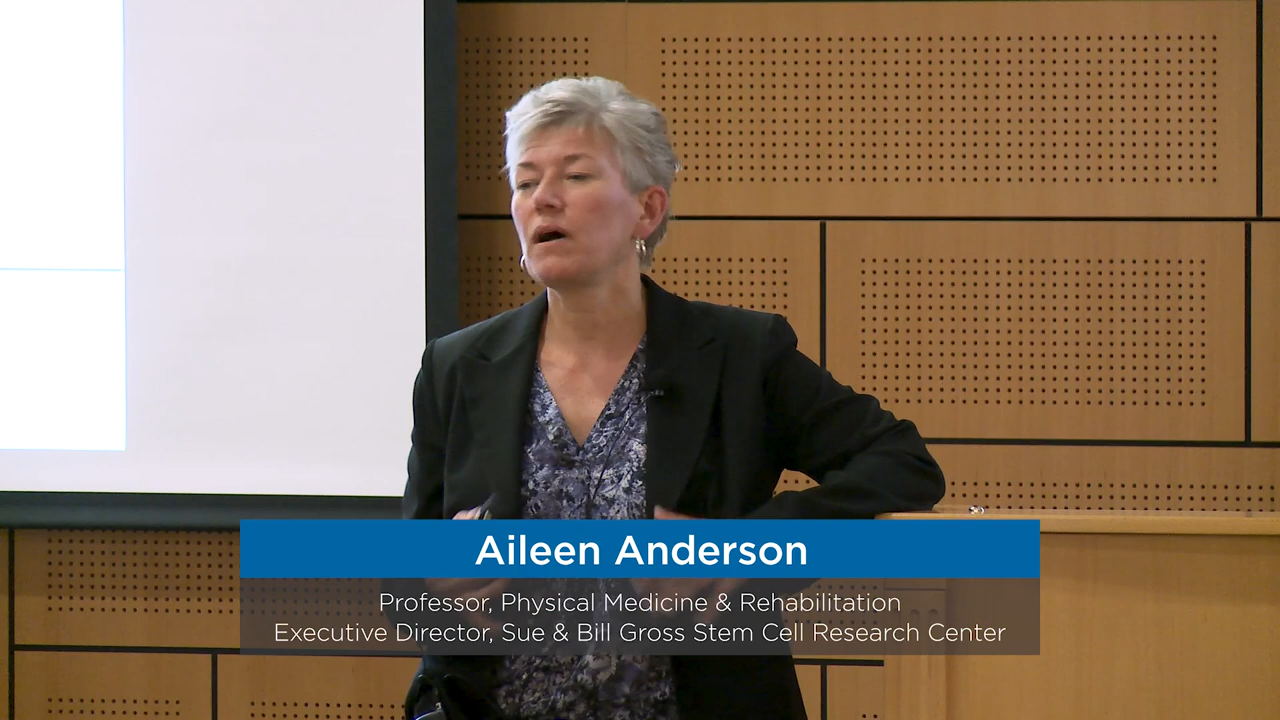 Aileen Anderson
Professor, Physical Medicine & Rehabilitation
Executive Director, Sue & Bill Gross Stem Cell Research Center